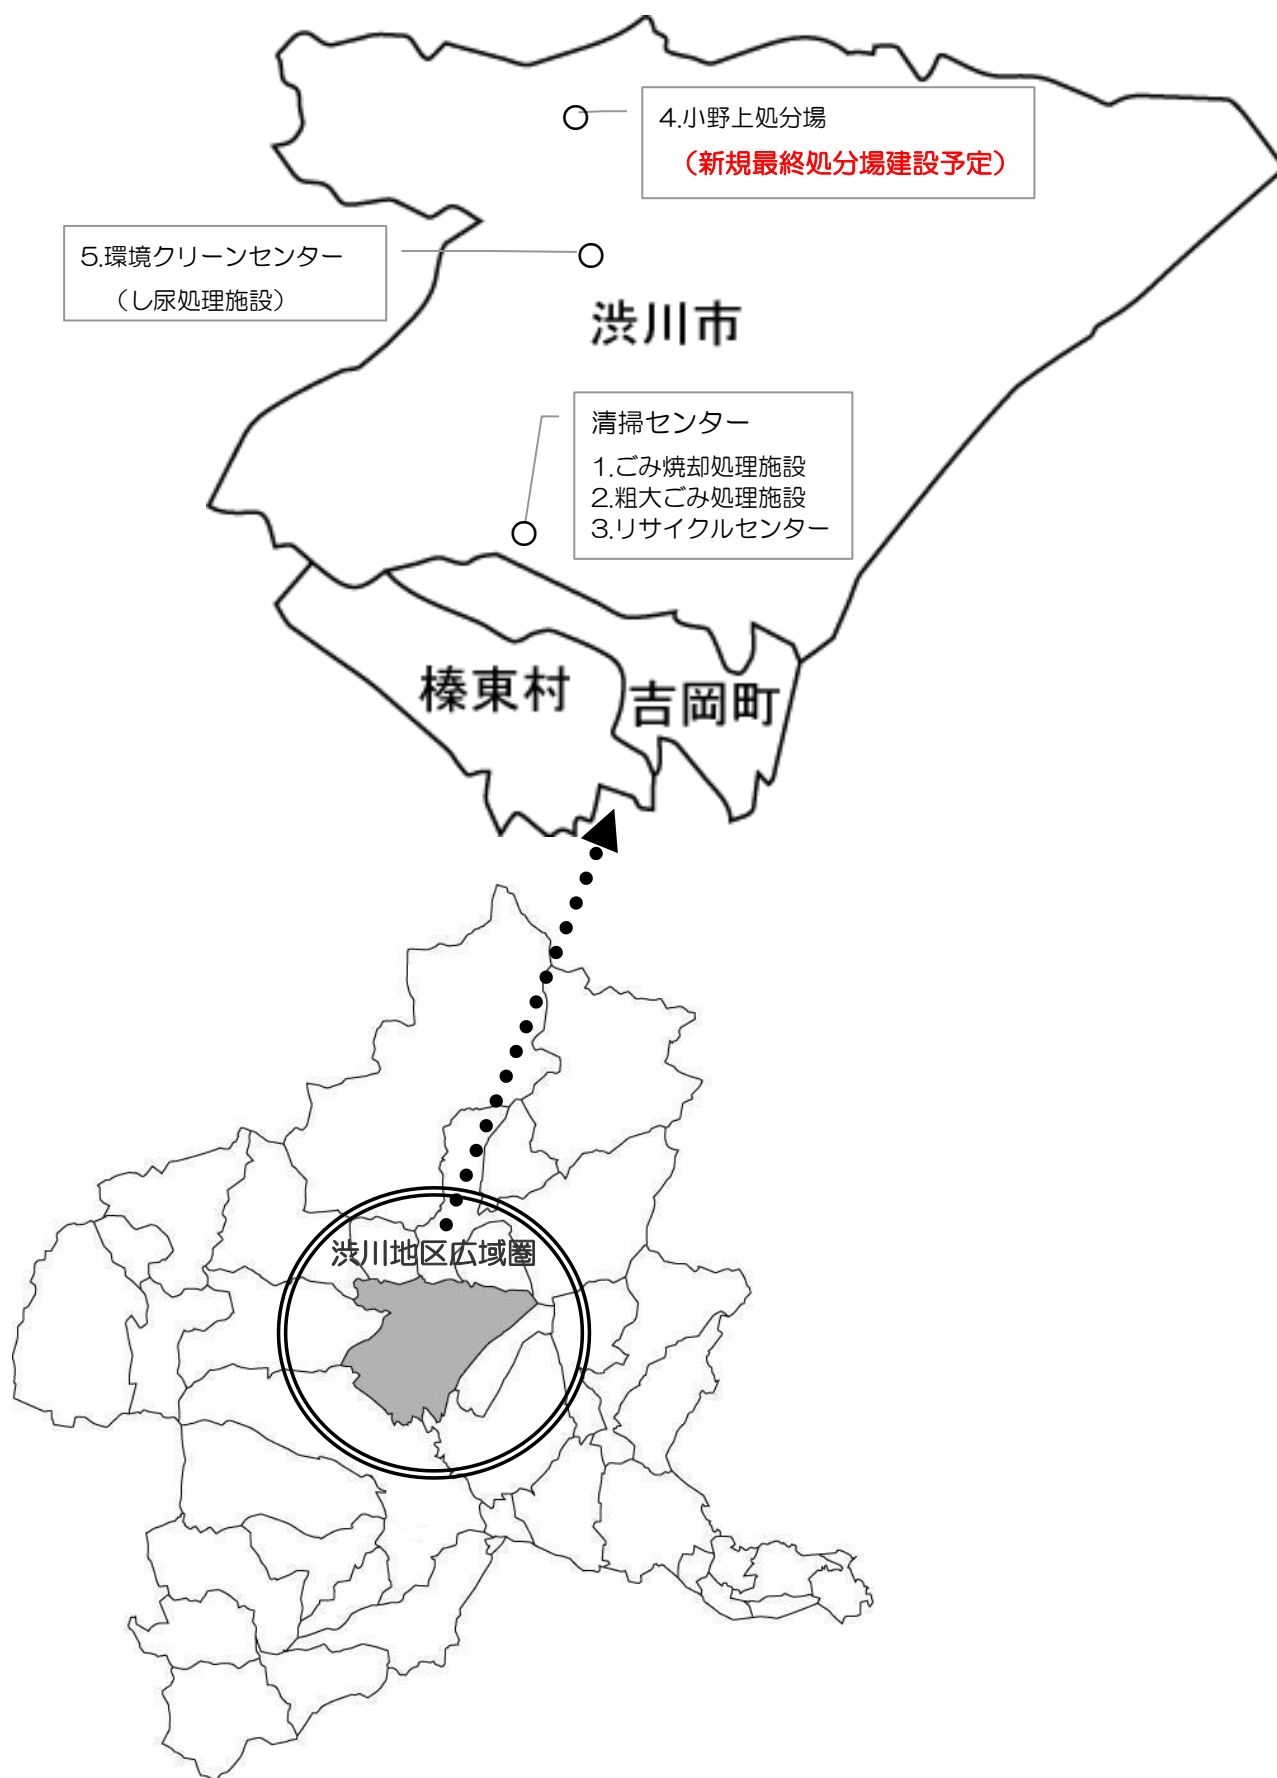 4.小野上処分場
（新規最終処分場建設予定）
5.環境クリーンセンター
（し尿処理施設）
渋川市
清掃センター
1.ごみ焼却処理施設
2.粗大ごみ処理施設
3.リサイクルセンター
榛東村
吉岡町
渋川地区広域圏